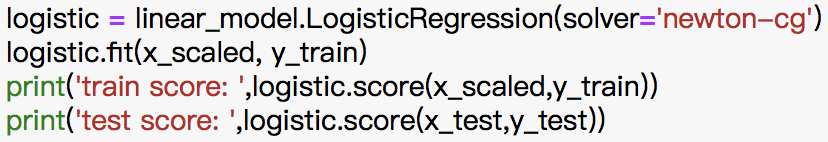 logistic = linear_model.LogisticRegression(solver='newton-cg')
logistic.fit(x_scaled, y_train)
print('train score: ',logistic.score(x_scaled,y_train))
print('test score: ',logistic.score(x_test,y_test))